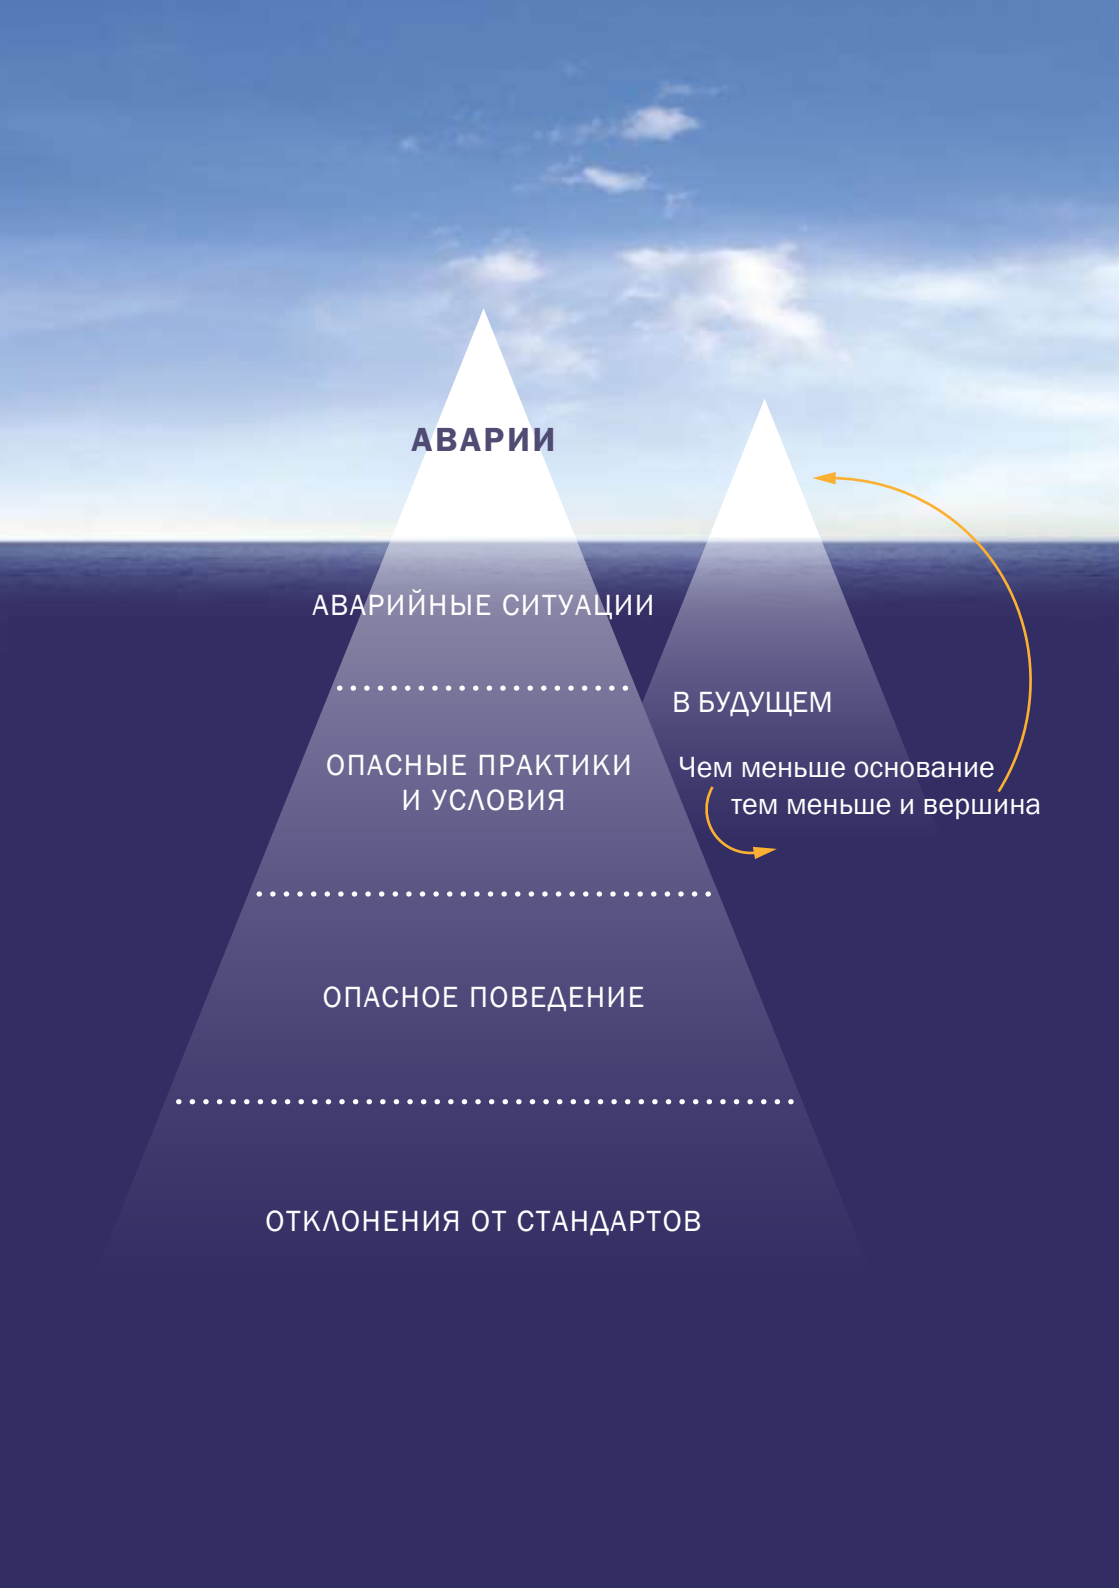 АВАРИИ
АВАРИЙНЫЕ СИТУАЦИИ
В БУДУЩЕМ
ОПАСНЫЕ ПРАКТИКИ
И УСЛОВИЯ
Чем меньше основание
тем меньше и вершина
ОПАСНОЕ ПОВЕДЕНИЕ
ОТКЛОНЕНИЯ ОТ СТАНДАРТОВ